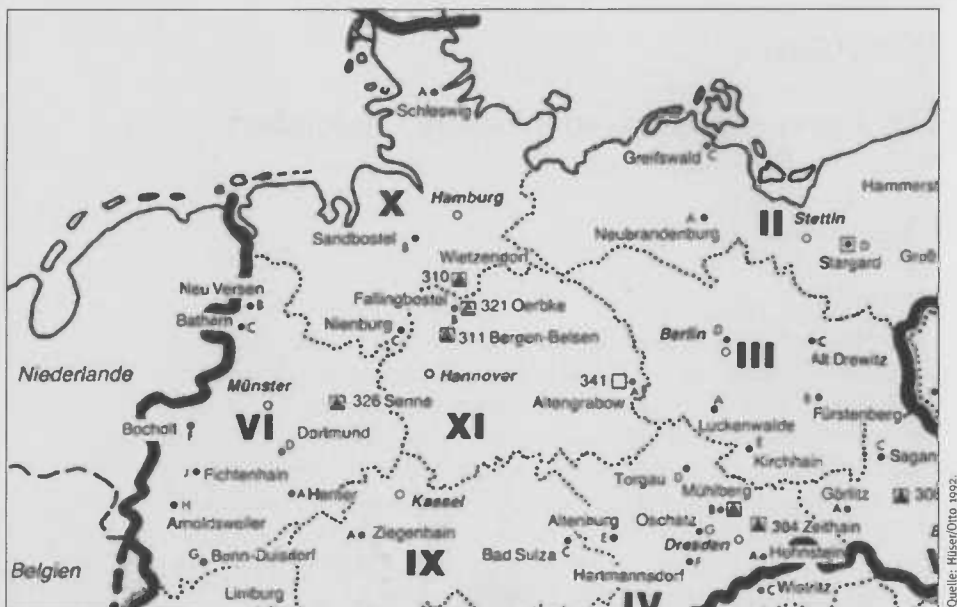 A
Schleswig
Greifswald C
Hamburg
X
II
Stettin
Sandbostel B
Wietzendorf
A
Neubrandenburg
D
Stargard
310
Neu Versen B
Fallingbostel
B
321 Oerbke
Bathorn C
Nienburg
C
311 Bergen-Belsen
Berlin D
III
C
Alt Drewitz
Niederlande
Hannover
341 A
Altengrabow
Münster
326 Senne
B
Fürstenberg
Bocholt
F
VI
D
Dortmund
XI
A
Luckenwalde
E
Kirchhain
C
Sagan
J Fichtenhain
Torgau D
Mühlberg
B
Görlitz
A
H
Arnoldsweiler
A Hemer
Kassel
Altenburg
E
Oschatz
G
304 Zeithain
A
Ziegenhain
Bad Sulza
C
Dresden
A
Hohnstein
G
Bonn-Duisdorf
Belgien
Limburg
IX
Hartmannsdorf
F
IV
C Wistritz
Quelle: Hüser/Otto 1992.